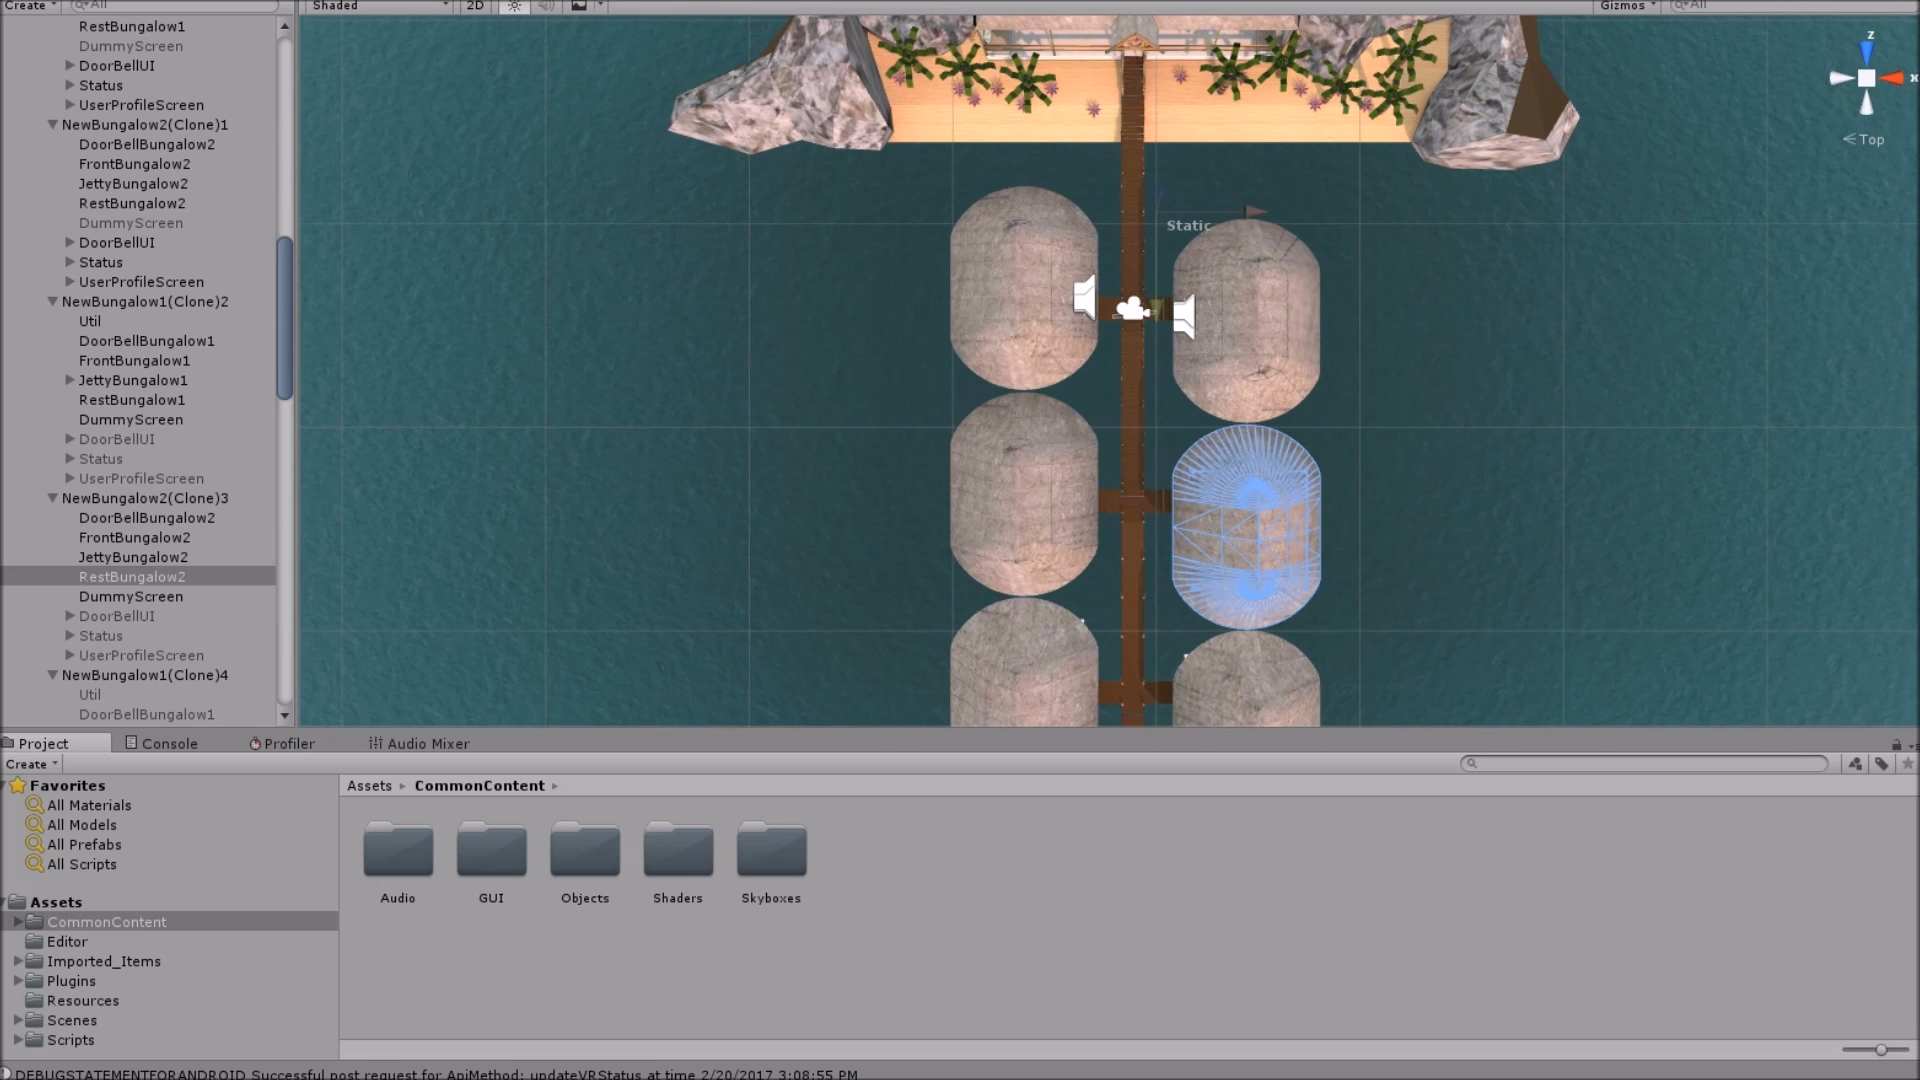 Create
All
Shaded
2D
Gizmos
All
RestBungalow1
DummyScreen
DoorBellUI
Status
UserProfileScreen
NewBungalow2(Clone)1
DoorBellBungalow2
FrontBungalow2
JettyBungalow2
RestBungalow2
DummyScreen
DoorBellUI
Status
UserProfileScreen
NewBungalow1(Clone)2
Util
DoorBellBungalow1
FrontBungalow1
JettyBungalow1
RestBungalow1
DummyScreen
DoorBellUI
Status
UserProfileScreen
NewBungalow2(Clone)3
DoorBellBungalow2
FrontBungalow2
JettyBungalow2
RestBungalow2
DummyScreen
DoorBellUI
Status
UserProfileScreen
NewBungalow1(Clone)4
Util
DoorBellBungalow1
z
x
Top
Static
Project
Console
Profiler
Audio Mixer
Create
Favorites
All Materials
All Models
All Prefabs
All Scripts
Assets
CommonContent
Editor
Imported_Items
Plugins
Resources
Scenes
Scripts
Assets CommonContent
Audio
GUI
Objects
Shaders
Skyboxes
DEBUGSTATEMENTFORANDROID Successful post request for ApiMethod: updateVRStatus at time 2/20/2017 3:08:55 PM